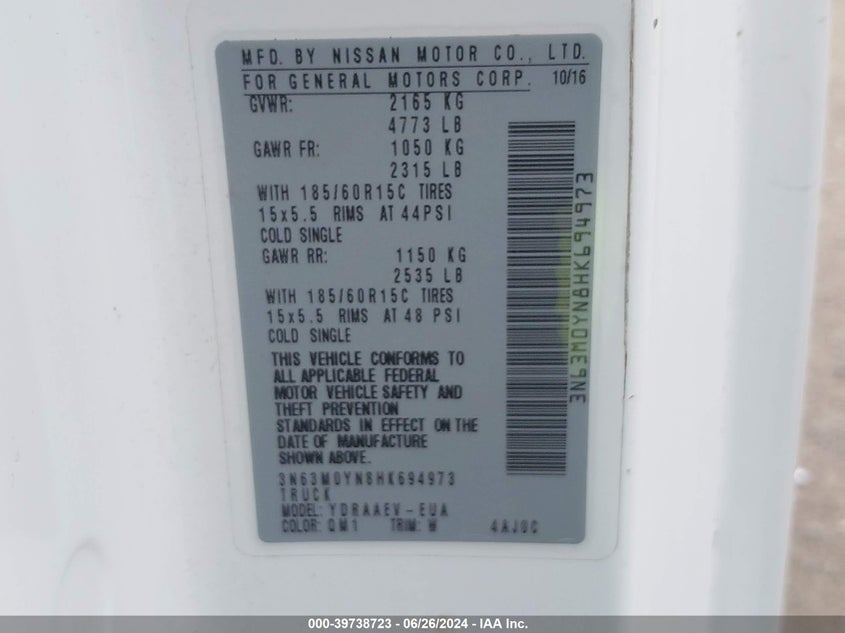 MFD. BY NISSAN MOTOR CO., LTD.
FOR GENERAL MOTORS CORP. 10/16
GVWR: 2165 KG
4773 LB
GAWR FR: 1050 KG
2315 LB
WITH 185/60R15C TIRES
15x5.5 RIMS AT 44PSI
COLD SINGLE
GAWR RR: 1150 KG
2535 LB
WITH 185/60R15C TIRES
15x5.5 RIMS AT 48 PSI
COLD SINGLE
THIS VEHICLE CONFORMS TO
ALL APPLICABLE FEDERAL
MOTOR VEHICLE SAFETY AND
THEFT PREVENTION
STANDARDS IN EFFECT ON THE
DATE OF MANUFACTURE
SHOWN ABOVE.
3N63M0YN8HK694973
TRUCK
MODEL: YDRAAEV-EUA
COLOR: QM1 TRIM: W 4AJ0C
3N63M0YN8HK694973
000-39738723 - 06/26/2024 - IAA Inc.